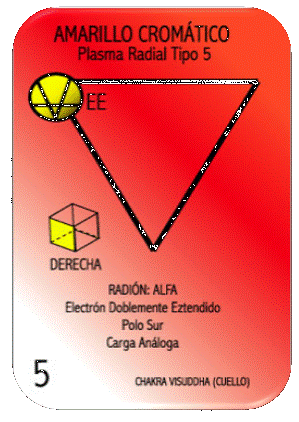 AMARILLO CROMÁTICO
Plasma Radial Tipo 5
EE
DERECHA
RADIÓN: ALFA
Electrón Doblemente Eztendido
Polo Sur
Carga Análoga
5
CHAKRA VISUDDHA (CUELLO)